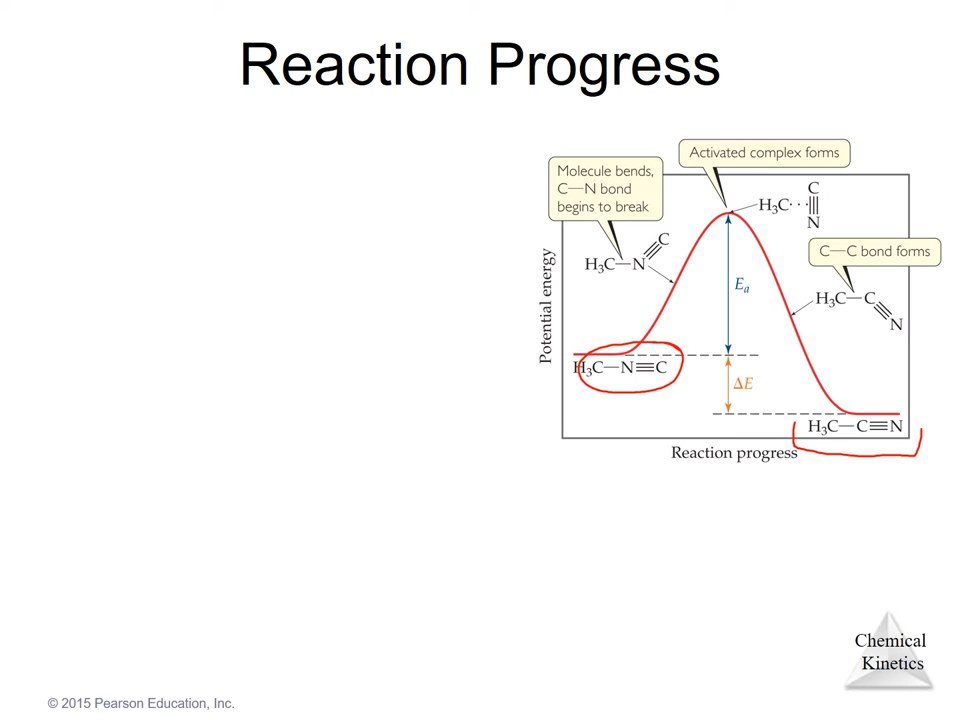 Reaction Progress
Activated complex forms
Molecule bends,
C—N bond
begins to break
C
H₃C···
N
C
H₃C—N
C—C bond forms
Eₐ
H₃C—C
N
Potential energy
H₃C—N≡C
ΔE
H₃C—C≡N
Reaction progress
Chemical
Kinetics
© 2015 Pearson Education, Inc.